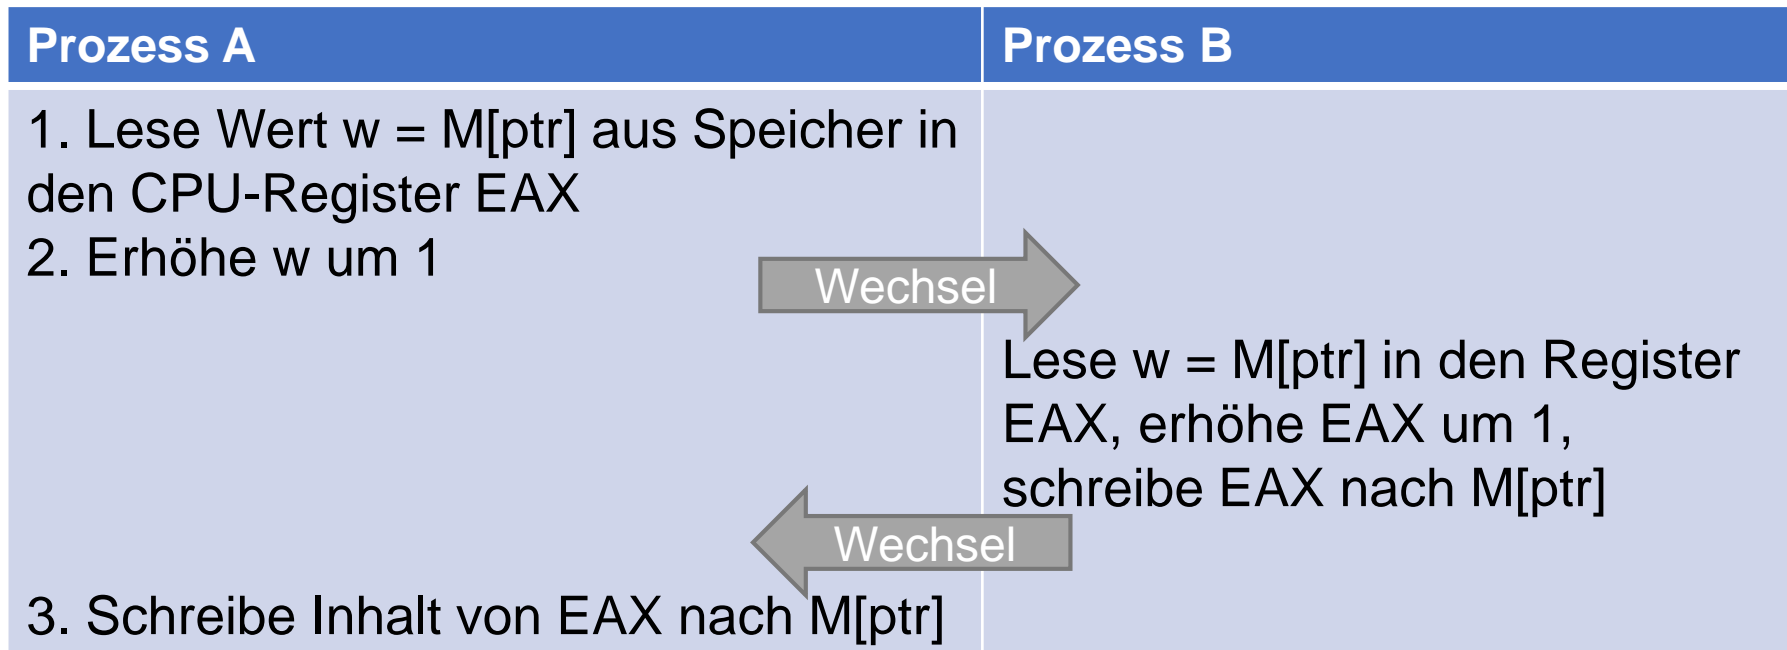 Prozess A
Prozess B
1. Lese Wert w = M[ptr] aus Speicher in
den CPU-Register EAX
2. Erhöhe w um 1
Wechsel
Lese w = M[ptr] in den Register
EAX, erhöhe EAX um 1,
schreibe EAX nach M[ptr]
Wechsel
3. Schreibe Inhalt von EAX nach M[ptr]